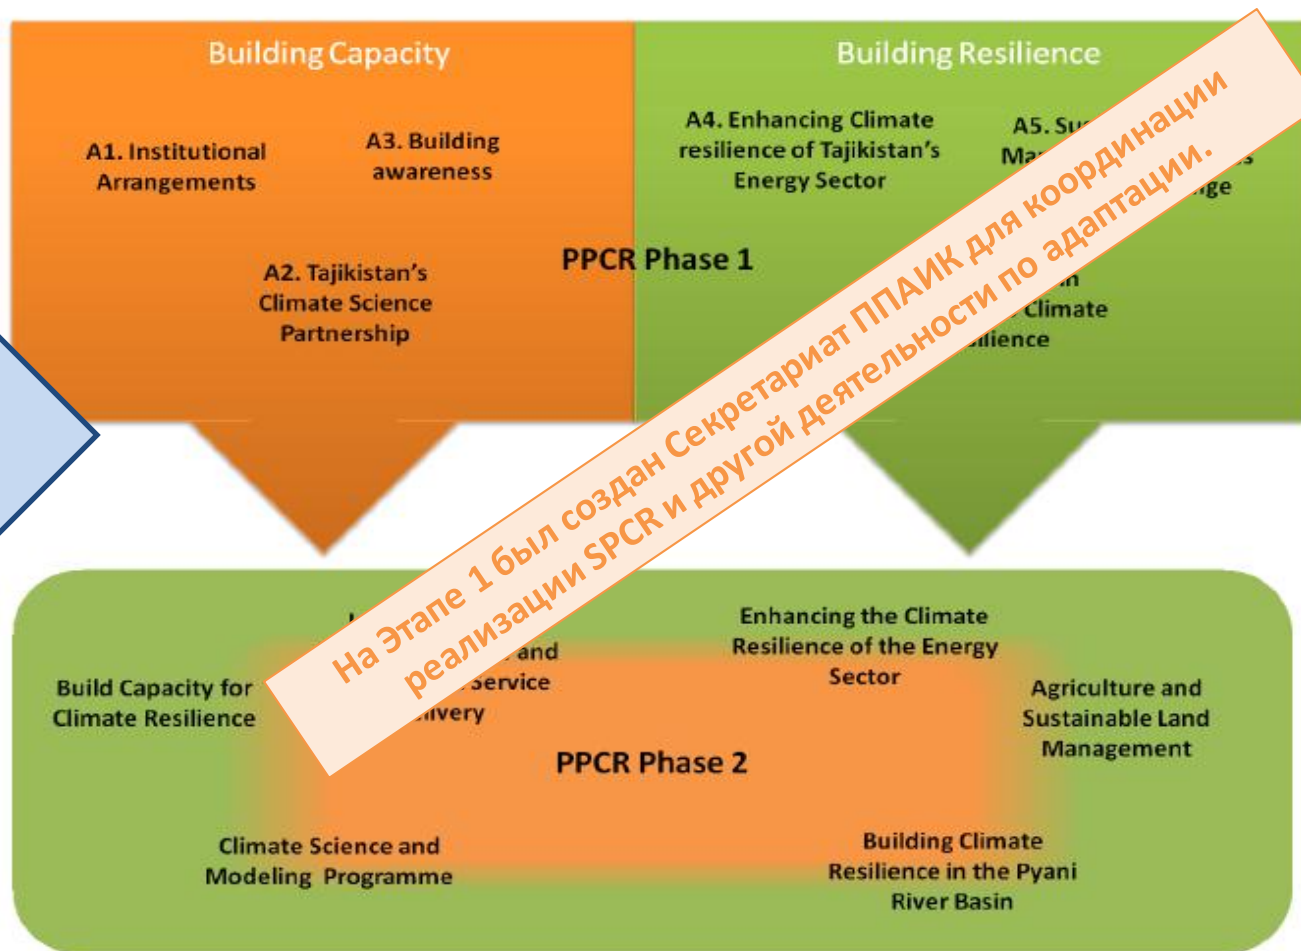 Building Capacity
Building Resilience
A1. Institutional
Arrangements
A3. Building
awareness
A2. Tajikistan's
Climate Science
Partnership
A4. Enhancing Climate
resilience of Tajikistan's
Energy Sector
A5.
Climate
PPCR Phase 1
На Этапе 1 был создан Секретариат ППАИК для координации
реализации SPCR и другой деятельности по адаптации.
Build Capacity for
Climate Resilience
and
Service
Enhancing the Climate
Resilience of the Energy
Sector
Agriculture and
Sustainable Land
Management
PPCR Phase 2
Climate Science and
Modeling Programme
Building Climate
Resilience in the Pyani
River Basin